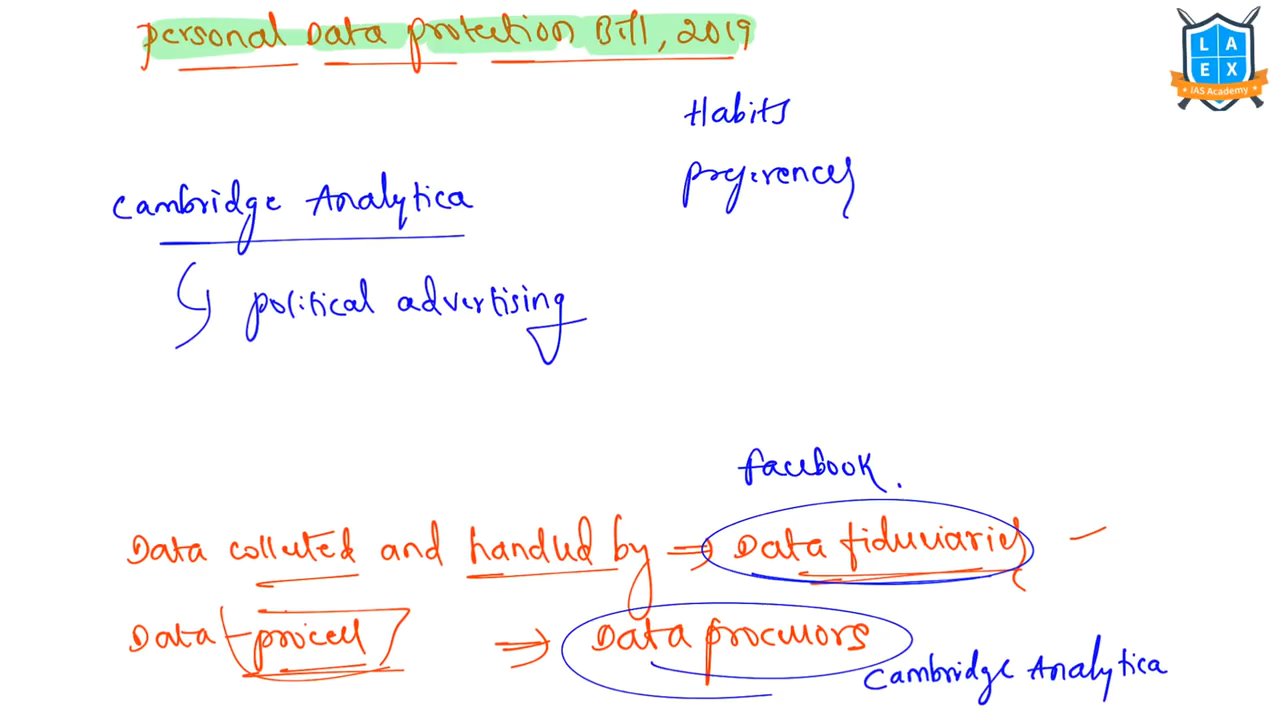 personal Data protection Bill, 2019
L A
E X
IAS Academy
Habits
preferences
Cambridge Analytica
political advertising
facebook.
Data collected and handled by ⇒ Data fiduciaries
Data process ⇒ Data processors
Cambridge Analytica